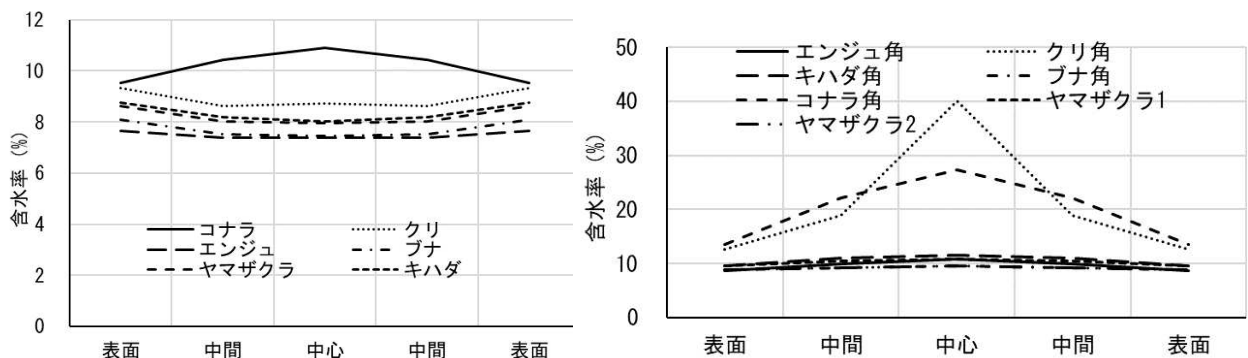 12
10
8
6
4
2
0
含水率 (%)
コナラ
クリ
エンジュ
ブナ
ヤマザクラ
キハダ
表面
中間
中心
中間
表面
50
40
30
20
10
0
含水率 (%)
エンジュ角
クリ角
キハダ角
ブナ角
コナラ角
ヤマザクラ1
ヤマザクラ2
表面
中間
中心
中間
表面